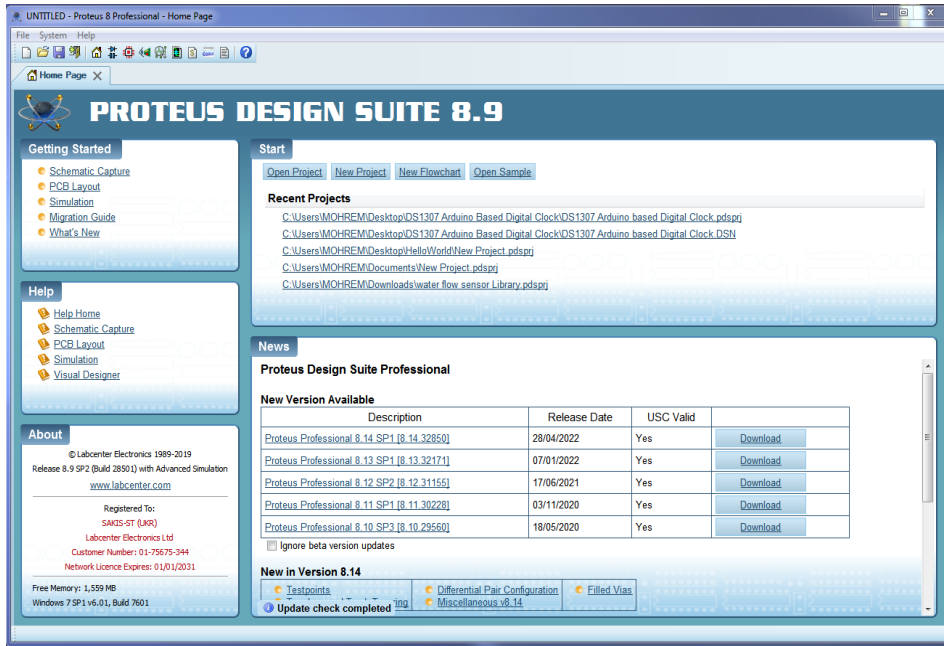 UNTITLED - Proteus 8 Professional - Home Page
File System Help
Home Page
PROTEUS DESIGN SUITE 8.9
Getting Started
Schematic Capture
PCB Layout
Simulation
Migration Guide
What's New
Help
Help Home
Schematic Capture
PCB Layout
Simulation
Visual Designer
About
© Labcenter Electronics 1989-2019
Release 8.9 SP2 (Build 28501) with Advanced Simulation
www.labcenter.com
Registered To:
SAKIS-ST (UKR)
Labcenter Electronics Ltd
Customer Number: 01-75675-344
Network Licence Expires: 01/01/2031
Free Memory: 1,559 MB
Windows 7 SP1 v6.01, Build 7601
Start
Open Project New Project New Flowchart Open Sample
Recent Projects
C:\Users\MOHREM\Desktop\DS1307 Arduino Based Digital Clock\DS1307 Arduino based Digital Clock.pdsprj
C:\Users\MOHREM\Desktop\DS1307 Arduino Based Digital Clock\DS1307 Arduino based Digital Clock.DSN
C:\Users\MOHREM\Desktop\HelloWorld\New Project.pdsprj
C:\Users\MOHREM\Documents\New Project.pdsprj
C:\Users\MOHREM\Downloads\water flow sensor Library.pdsprj
News
Proteus Design Suite Professional
New Version Available
Description Release Date USC Valid
Proteus Professional 8.14 SP1 [8.14.32850] 28/04/2022 Yes Download
Proteus Professional 8.13 SP1 [8.13.32171] 07/01/2022 Yes Download
Proteus Professional 8.12 SP2 [8.12.31155] 17/06/2021 Yes Download
Proteus Professional 8.11 SP1 [8.11.30228] 03/11/2020 Yes Download
Proteus Professional 8.10 SP3 [8.10.29560] 18/05/2020 Yes Download
Ignore beta version updates
New in Version 8.14
Testpoints Differential Pair Configuration Filled Vias
Miscellaneous v8.14
Update check completed